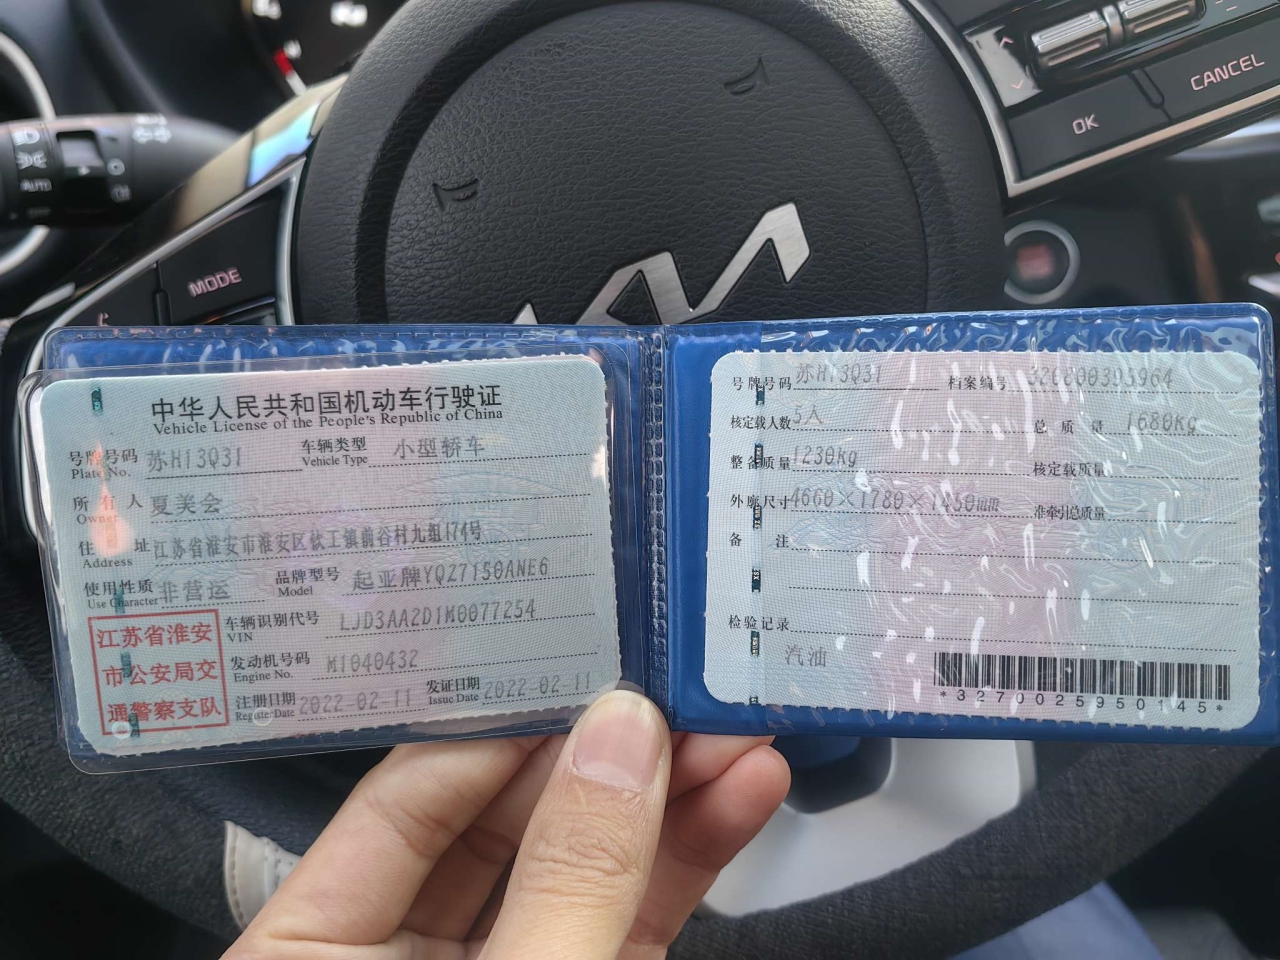 CANCEL
OK
AUTO
MODE
中华人民共和国机动车行驶证
Vehicle License of the People's Republic of China
号牌号码 苏H13Q31 车辆类型 小型轿车
Plate No. Vehicle Type
所有人 夏美会
Owner
住址 江苏省淮安市淮安区钦工镇前谷村九组174号
Address
使用性质 非营运 品牌型号 起亚牌YQZ7150ANE6
Use Character Model
江苏省淮安
市公安局交
通警察支队
车辆识别代号 LJD3AA2D1M0077254
VIN
发动机号码 M1040432
Engine No.
注册日期 2022-02-11 发证日期 2022-02-11
Register Date Issue Date
号牌号码 苏H13Q31 档案编号 320800395964
核定载人数 5人 总质量 1680kg
整备质量 1230kg 核定载质量
外廓尺寸 4660×1780×1450mm 准牵引总质量
备注
检验记录
汽油
*3270025950145*